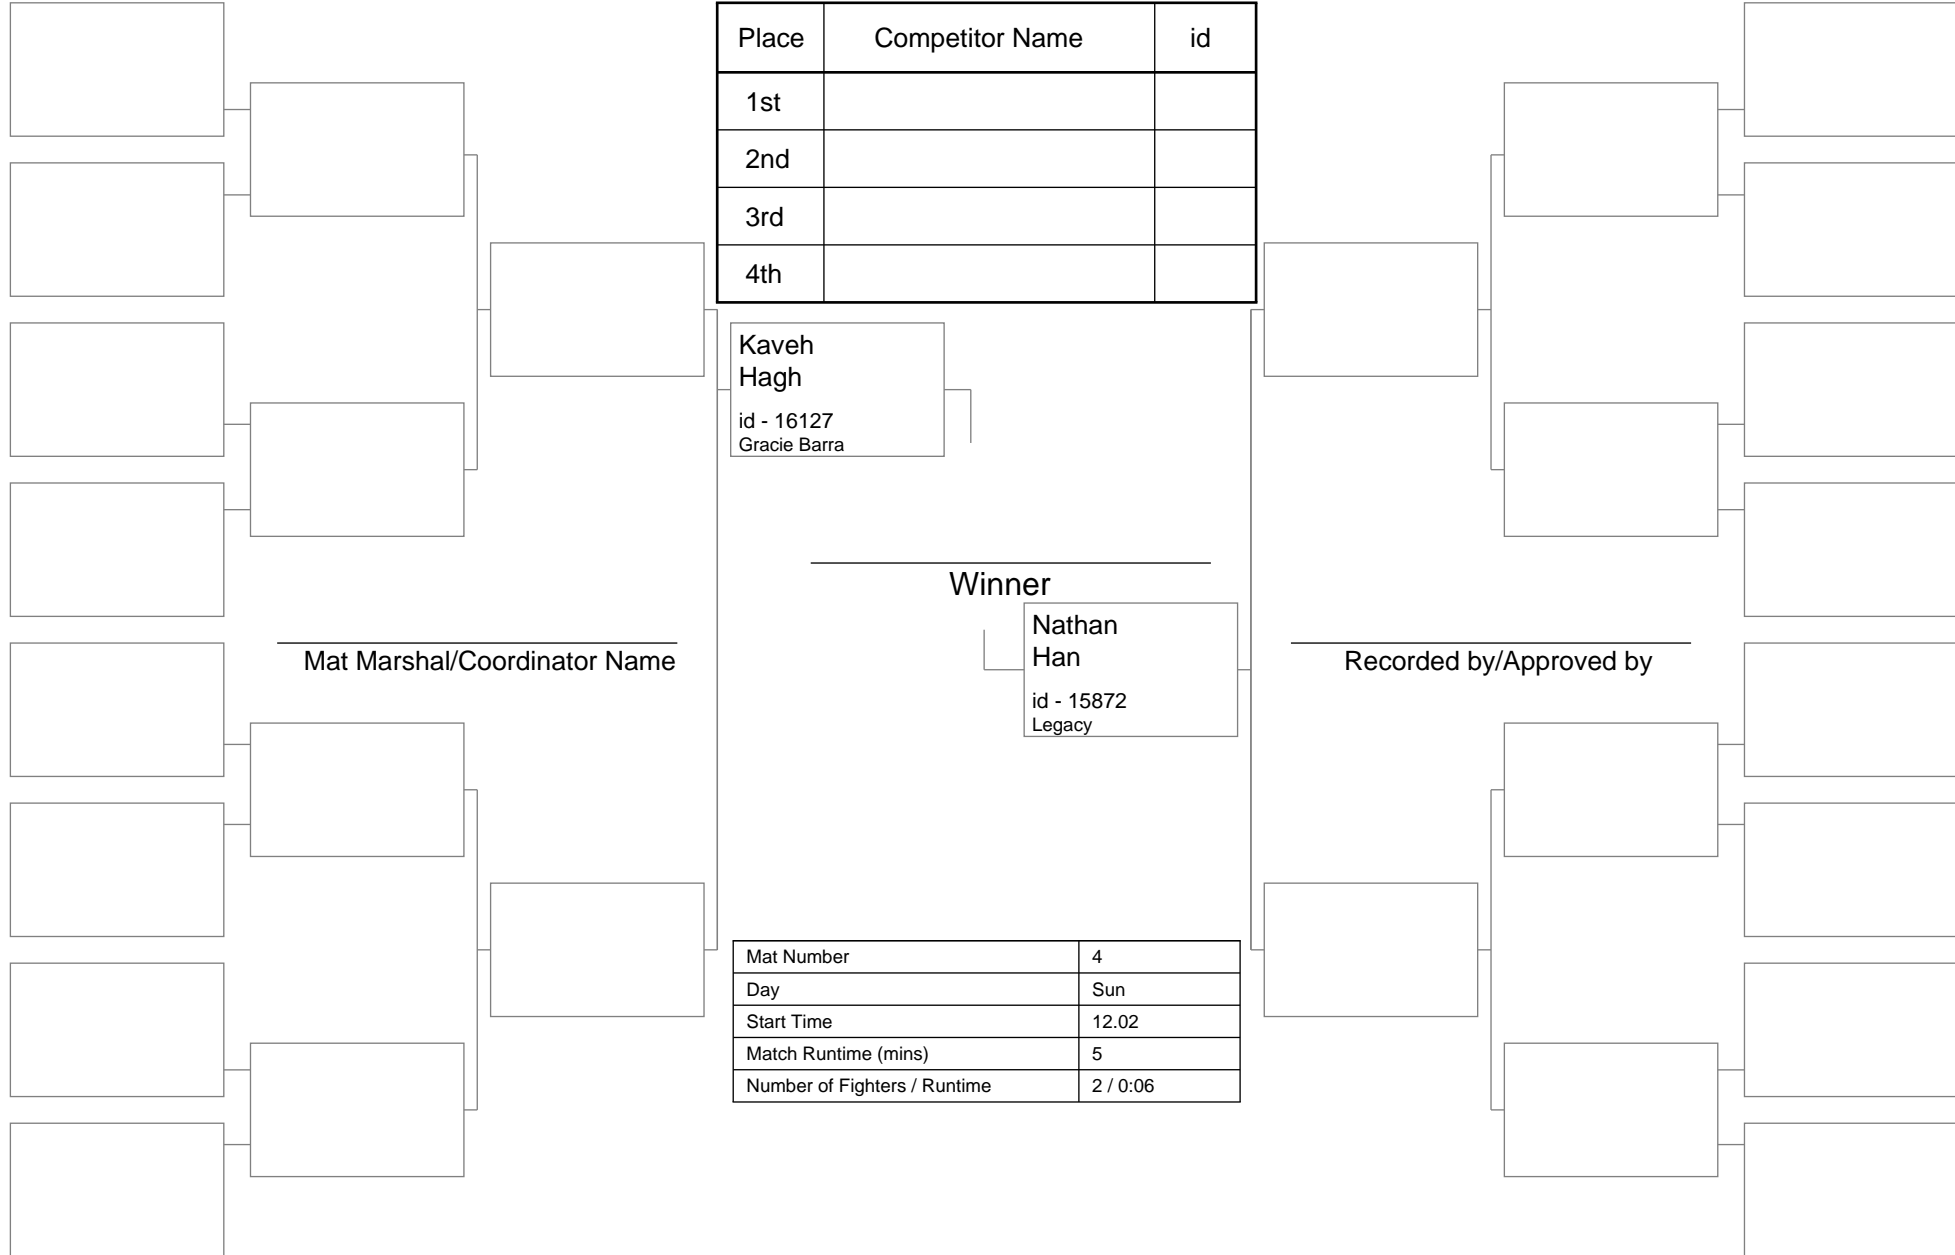 Place Competitor Name id
1st
2nd
3rd
4th
Kaveh
Hagh
id - 16127
Gracie Barra
Winner
Nathan
Han
id - 15872
Legacy
Mat Marshal/Coordinator Name
Recorded by/Approved by
Mat Number 4
Day Sun
Start Time 12.02
Match Runtime (mins) 5
Number of Fighters / Runtime 2 / 0:06